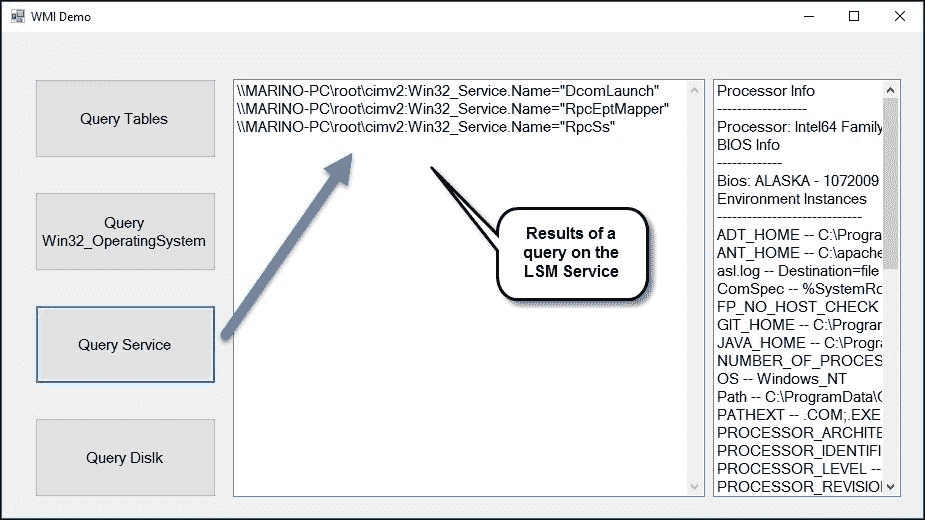 WMI Demo
Query Tables
Query
Win32_OperatingSystem
Query Service
Query Dislk
\\MARINO-PC\root\cimv2:Win32_Service.Name="DcomLaunch"
\\MARINO-PC\root\cimv2:Win32_Service.Name="RpcEptMapper"
\\MARINO-PC\root\cimv2:Win32_Service.Name="RpcSs"
Results of a
query on the
LSM Service
Processor Info
------------------
Processor: Intel64 Family
BIOS Info
-------------
Bios: ALASKA - 1072009
Environment Instances
-----------------------------
ADT_HOME -- C:\Progra
ANT_HOME -- C:\apache
asl.log -- Destination=file
ComSpec -- %SystemRo
FP_NO_HOST_CHECK
GIT_HOME -- C:\Program
JAVA_HOME -- C:\Progra
NUMBER_OF_PROCES
OS -- Windows_NT
Path -- C:\ProgramData\
PATHEXT -- .COM;.EXE
PROCESSOR_ARCHITE
PROCESSOR_IDENTIFI
PROCESSOR_LEVEL --
PROCESSOR_REVISIO